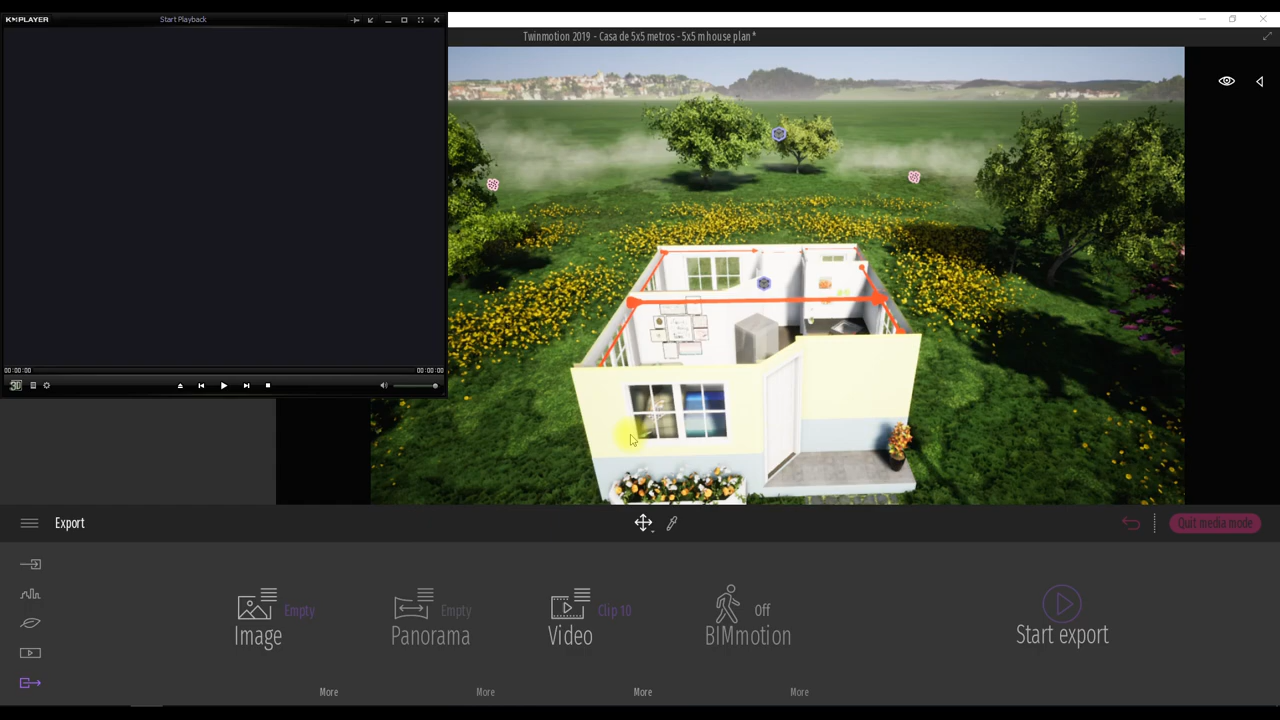 KMPLAYER
Start Playback
Twinmotion 2019 - Casa de 5x5 metros - 5x5 m house plan *
00:00:00
00:00:00
3D
Export
Quit media mode
Empty
Image
Empty
Panorama
Clip 10
Video
Off
BIMmotion
Start export
More
More
More
More